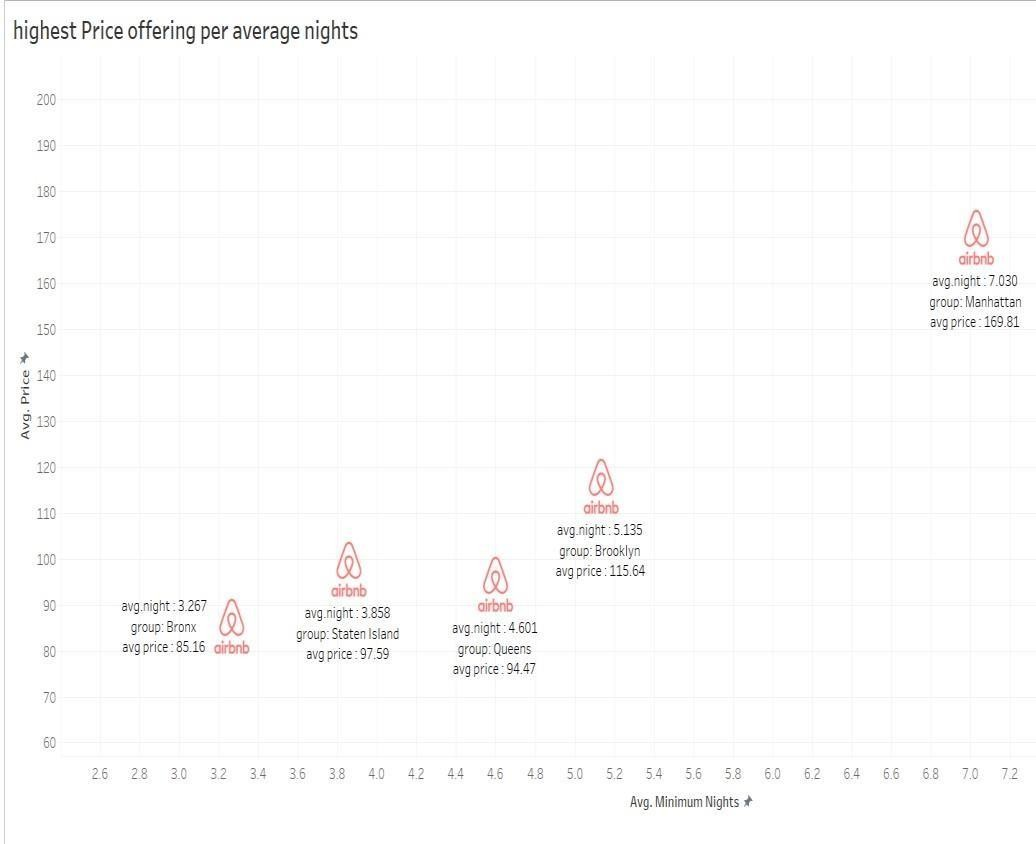 highest Price offering per average nights
200
190
180
170
160
150
140
130
120
110
100
90
80
70
60
Avg. Price
airbnb
avg.night : 7.030
group: Manhattan
avg price : 169.81
airbnb
avg.night : 5.135
group: Brooklyn
avg price : 115.64
airbnb
avg.night : 3.858
group: Staten Island
avg price : 97.59
airbnb
avg.night : 4.601
group: Queens
avg price : 94.47
avg.night : 3.267
group: Bronx
avg price : 85.16
airbnb
2.6 2.8 3.0 3.2 3.4 3.6 3.8 4.0 4.2 4.4 4.6 4.8 5.0 5.2 5.4 5.6 5.8 6.0 6.2 6.4 6.6 6.8 7.0 7.2
Avg. Minimum Nights